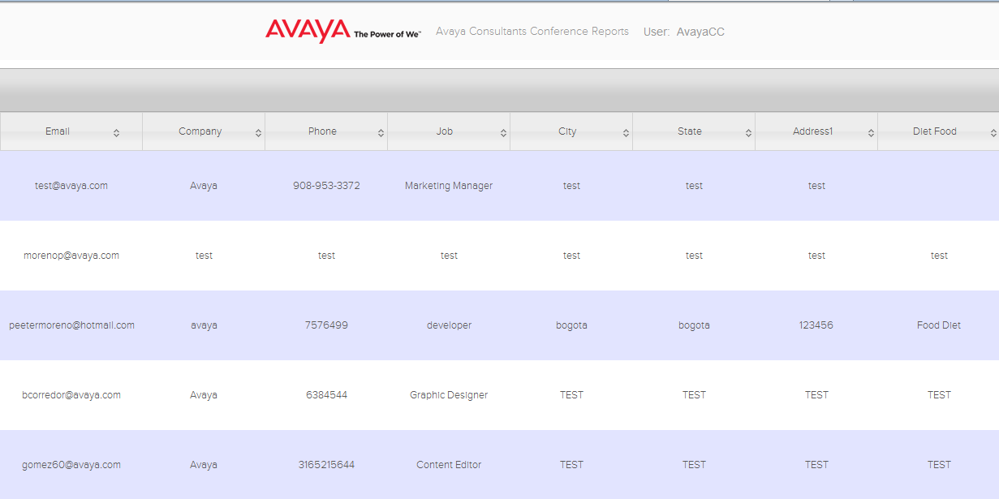 AVAYA The Power of We™ Avaya Consultants Conference Reports User: AvayaCC
Email Company Phone Job City State Address1 Diet Food
test@avaya.com Avaya 908-953-3372 Marketing Manager test test test
morenop@avaya.com test test test test test test test
peetermoreno@hotmail.com avaya 7576499 developer bogota bogota 123456 Food Diet
bcorredor@avaya.com Avaya 6384544 Graphic Designer TEST TEST TEST TEST
gomez60@avaya.com Avaya 3165215644 Content Editor TEST TEST TEST TEST